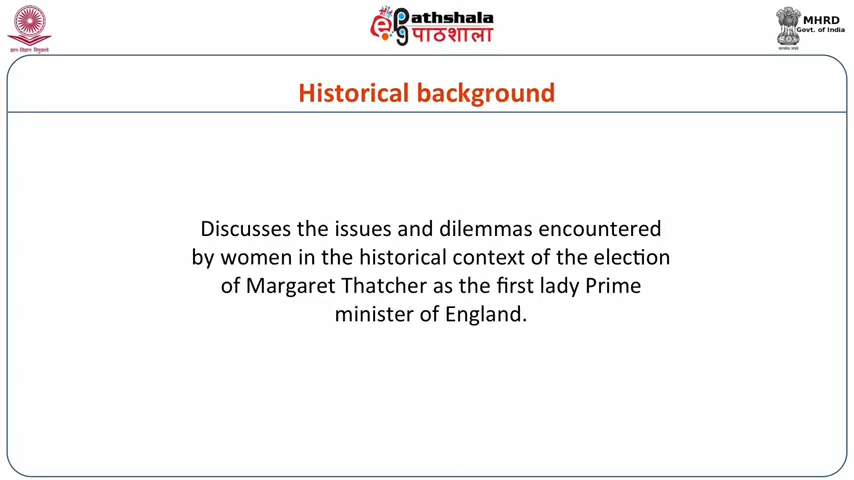 ePathshala
पाठशाला
MHRD
Govt. of India
Historical background
Discusses the issues and dilemmas encountered
by women in the historical context of the election
of Margaret Thatcher as the first lady Prime
minister of England.